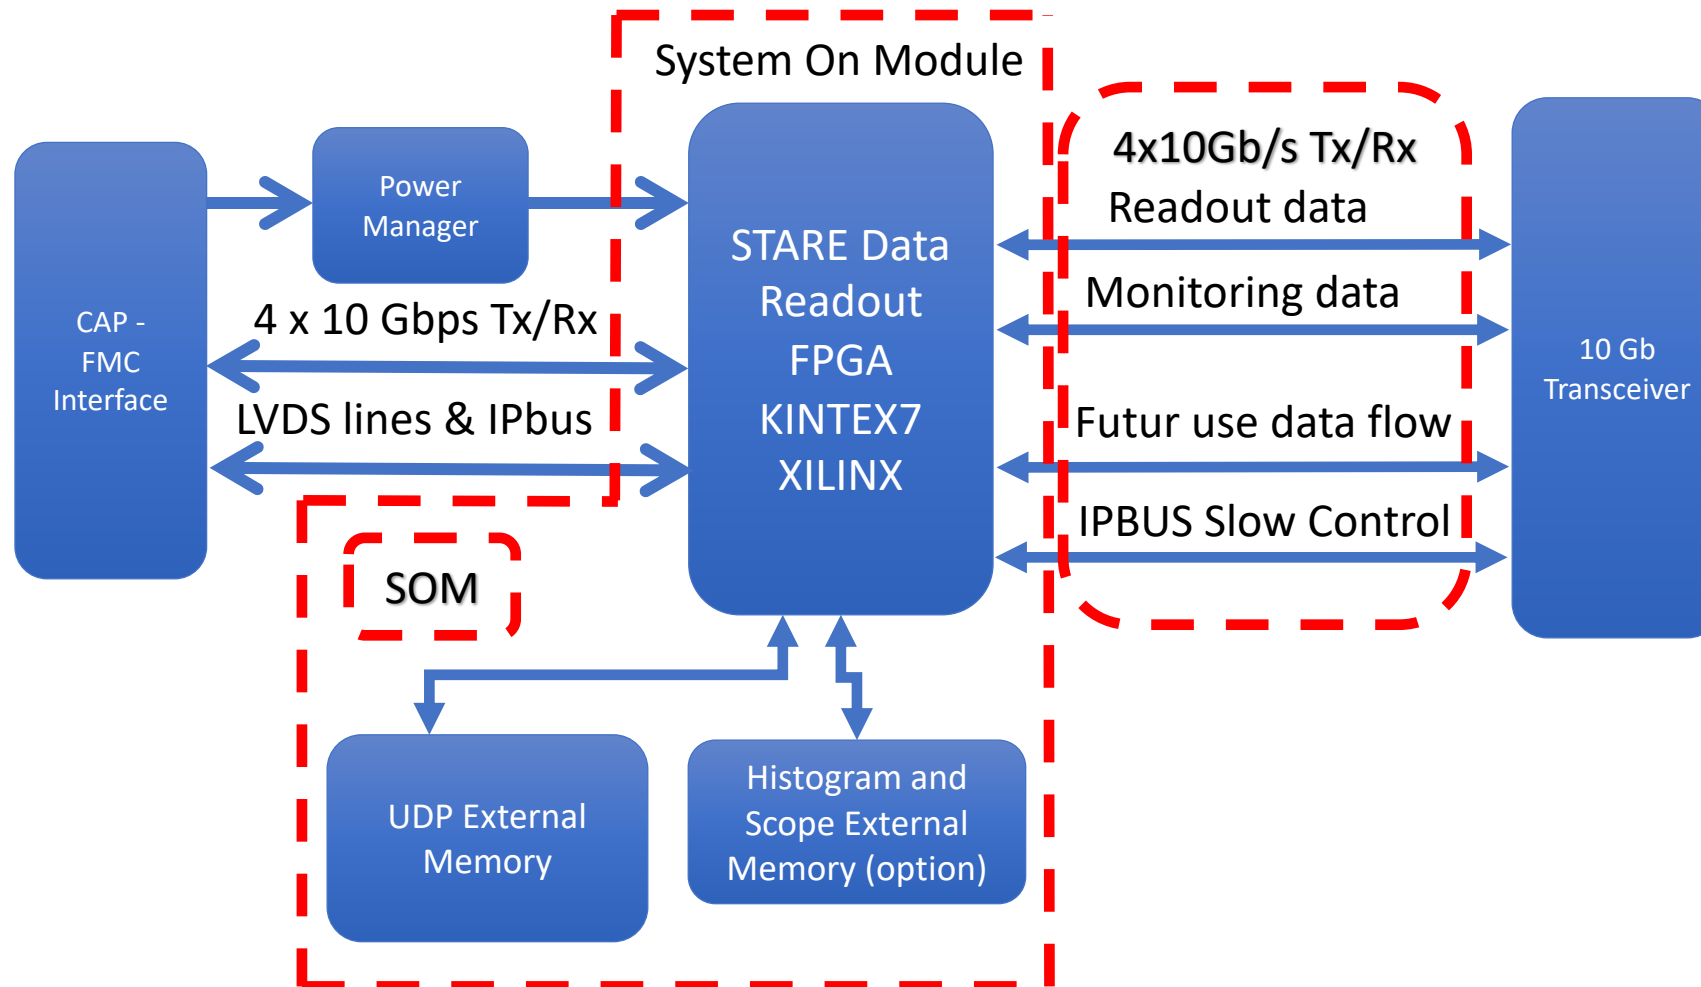 System On Module
CAP -
FMC
Interface
Power
Manager
4 x 10 Gbps Tx/Rx
LVDS lines & IPbus
STARE Data
Readout
FPGA
KINTEX7
XILINX
4x10Gb/s Tx/Rx
Readout data
Monitoring data
Futur use data flow
IPBUS Slow Control
10 Gb
Transceiver
SOM
UDP External
Memory
Histogram and
Scope External
Memory (option)